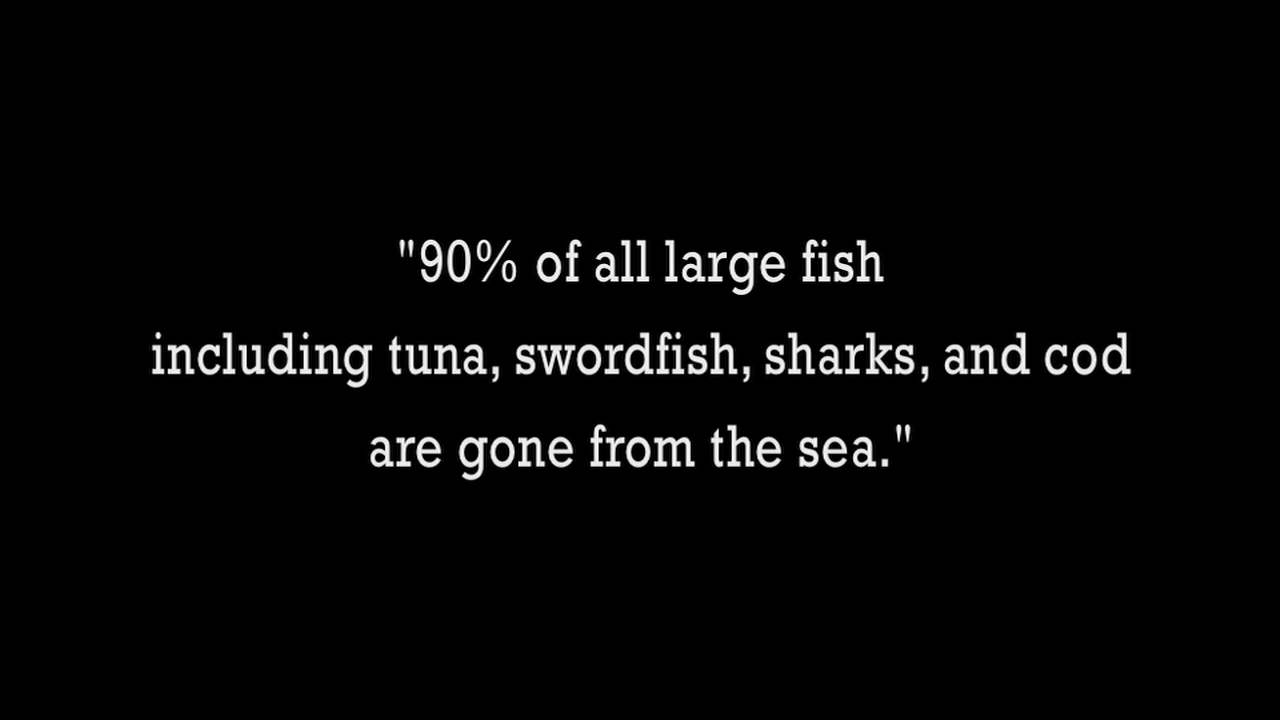 "90% of all large fish
including tuna, swordfish, sharks, and cod
are gone from the sea."